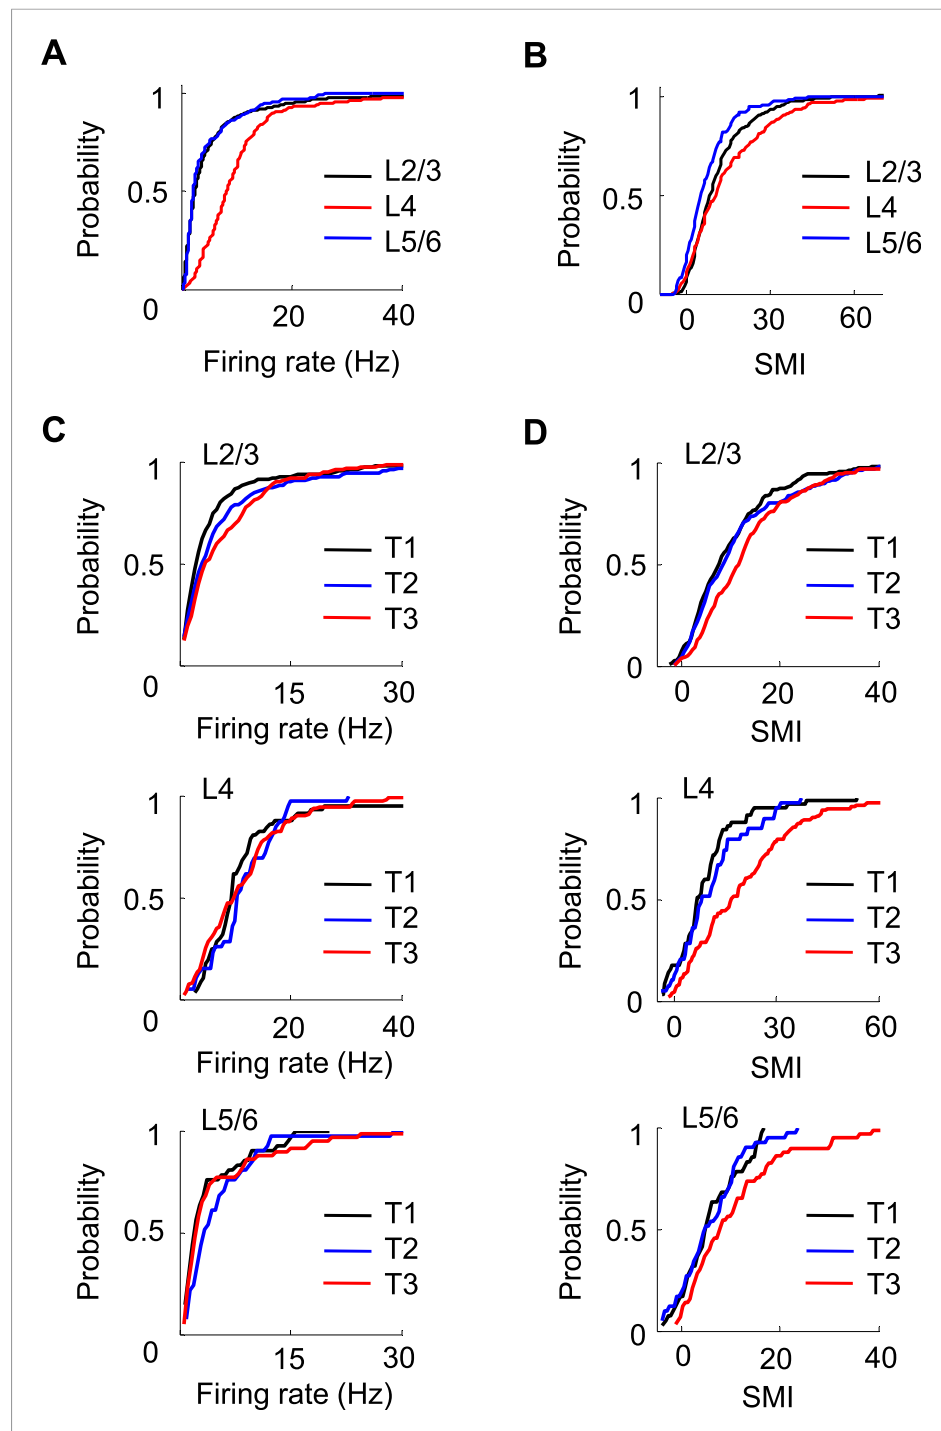 A
Probability
1
0.5
0
L2/3
L4
L5/6
20
40
Firing rate (Hz)
B
Probability
1
0.5
0
L2/3
L4
L5/6
0
30
60
SMI
C
L2/3
Probability
1
0.5
0
T1
T2
T3
15
30
Firing rate (Hz)
D
L2/3
Probability
1
0.5
0
T1
T2
T3
0
20
40
SMI
L4
Probability
1
0.5
0
T1
T2
T3
20
40
Firing rate (Hz)
L4
Probability
1
0.5
0
T1
T2
T3
0
30
60
SMI
L5/6
Probability
1
0.5
0
T1
T2
T3
15
30
Firing rate (Hz)
L5/6
Probability
1
0.5
0
T1
T2
T3
0
20
40
SMI